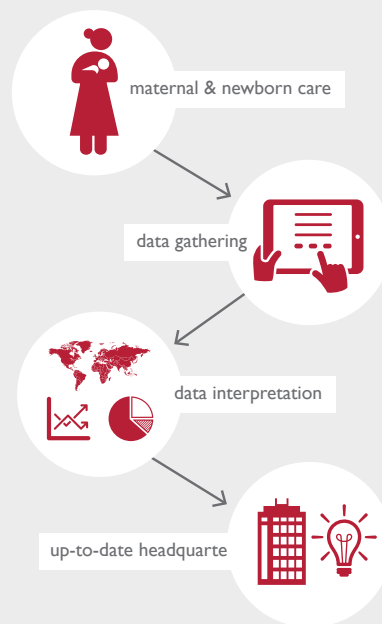 maternal & newborn care
data gathering
data interpretation
up-to-date headquarte